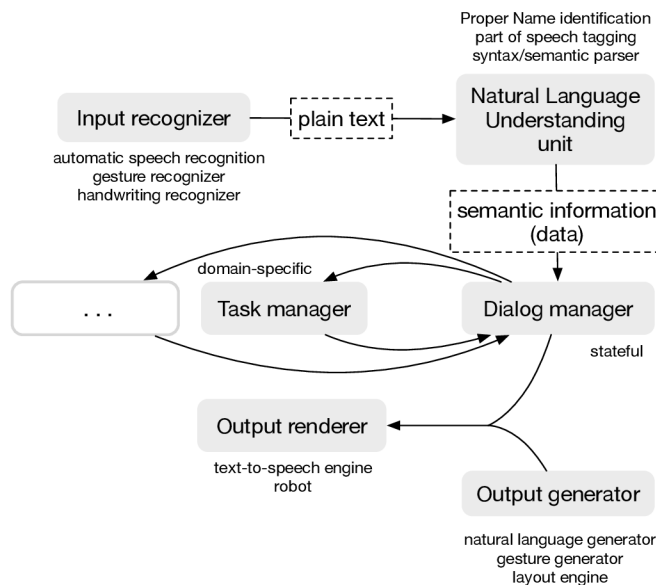 Proper Name identification
part of speech tagging
syntax/semantic parser
Input recognizer
plain text
Natural Language
Understanding
unit
automatic speech recognition
gesture recognizer
handwriting recognizer
semantic information
(data)
domain-specific
...
Task manager
Dialog manager
stateful
Output renderer
text-to-speech engine
robot
Output generator
natural language generator
gesture generator
layout engine